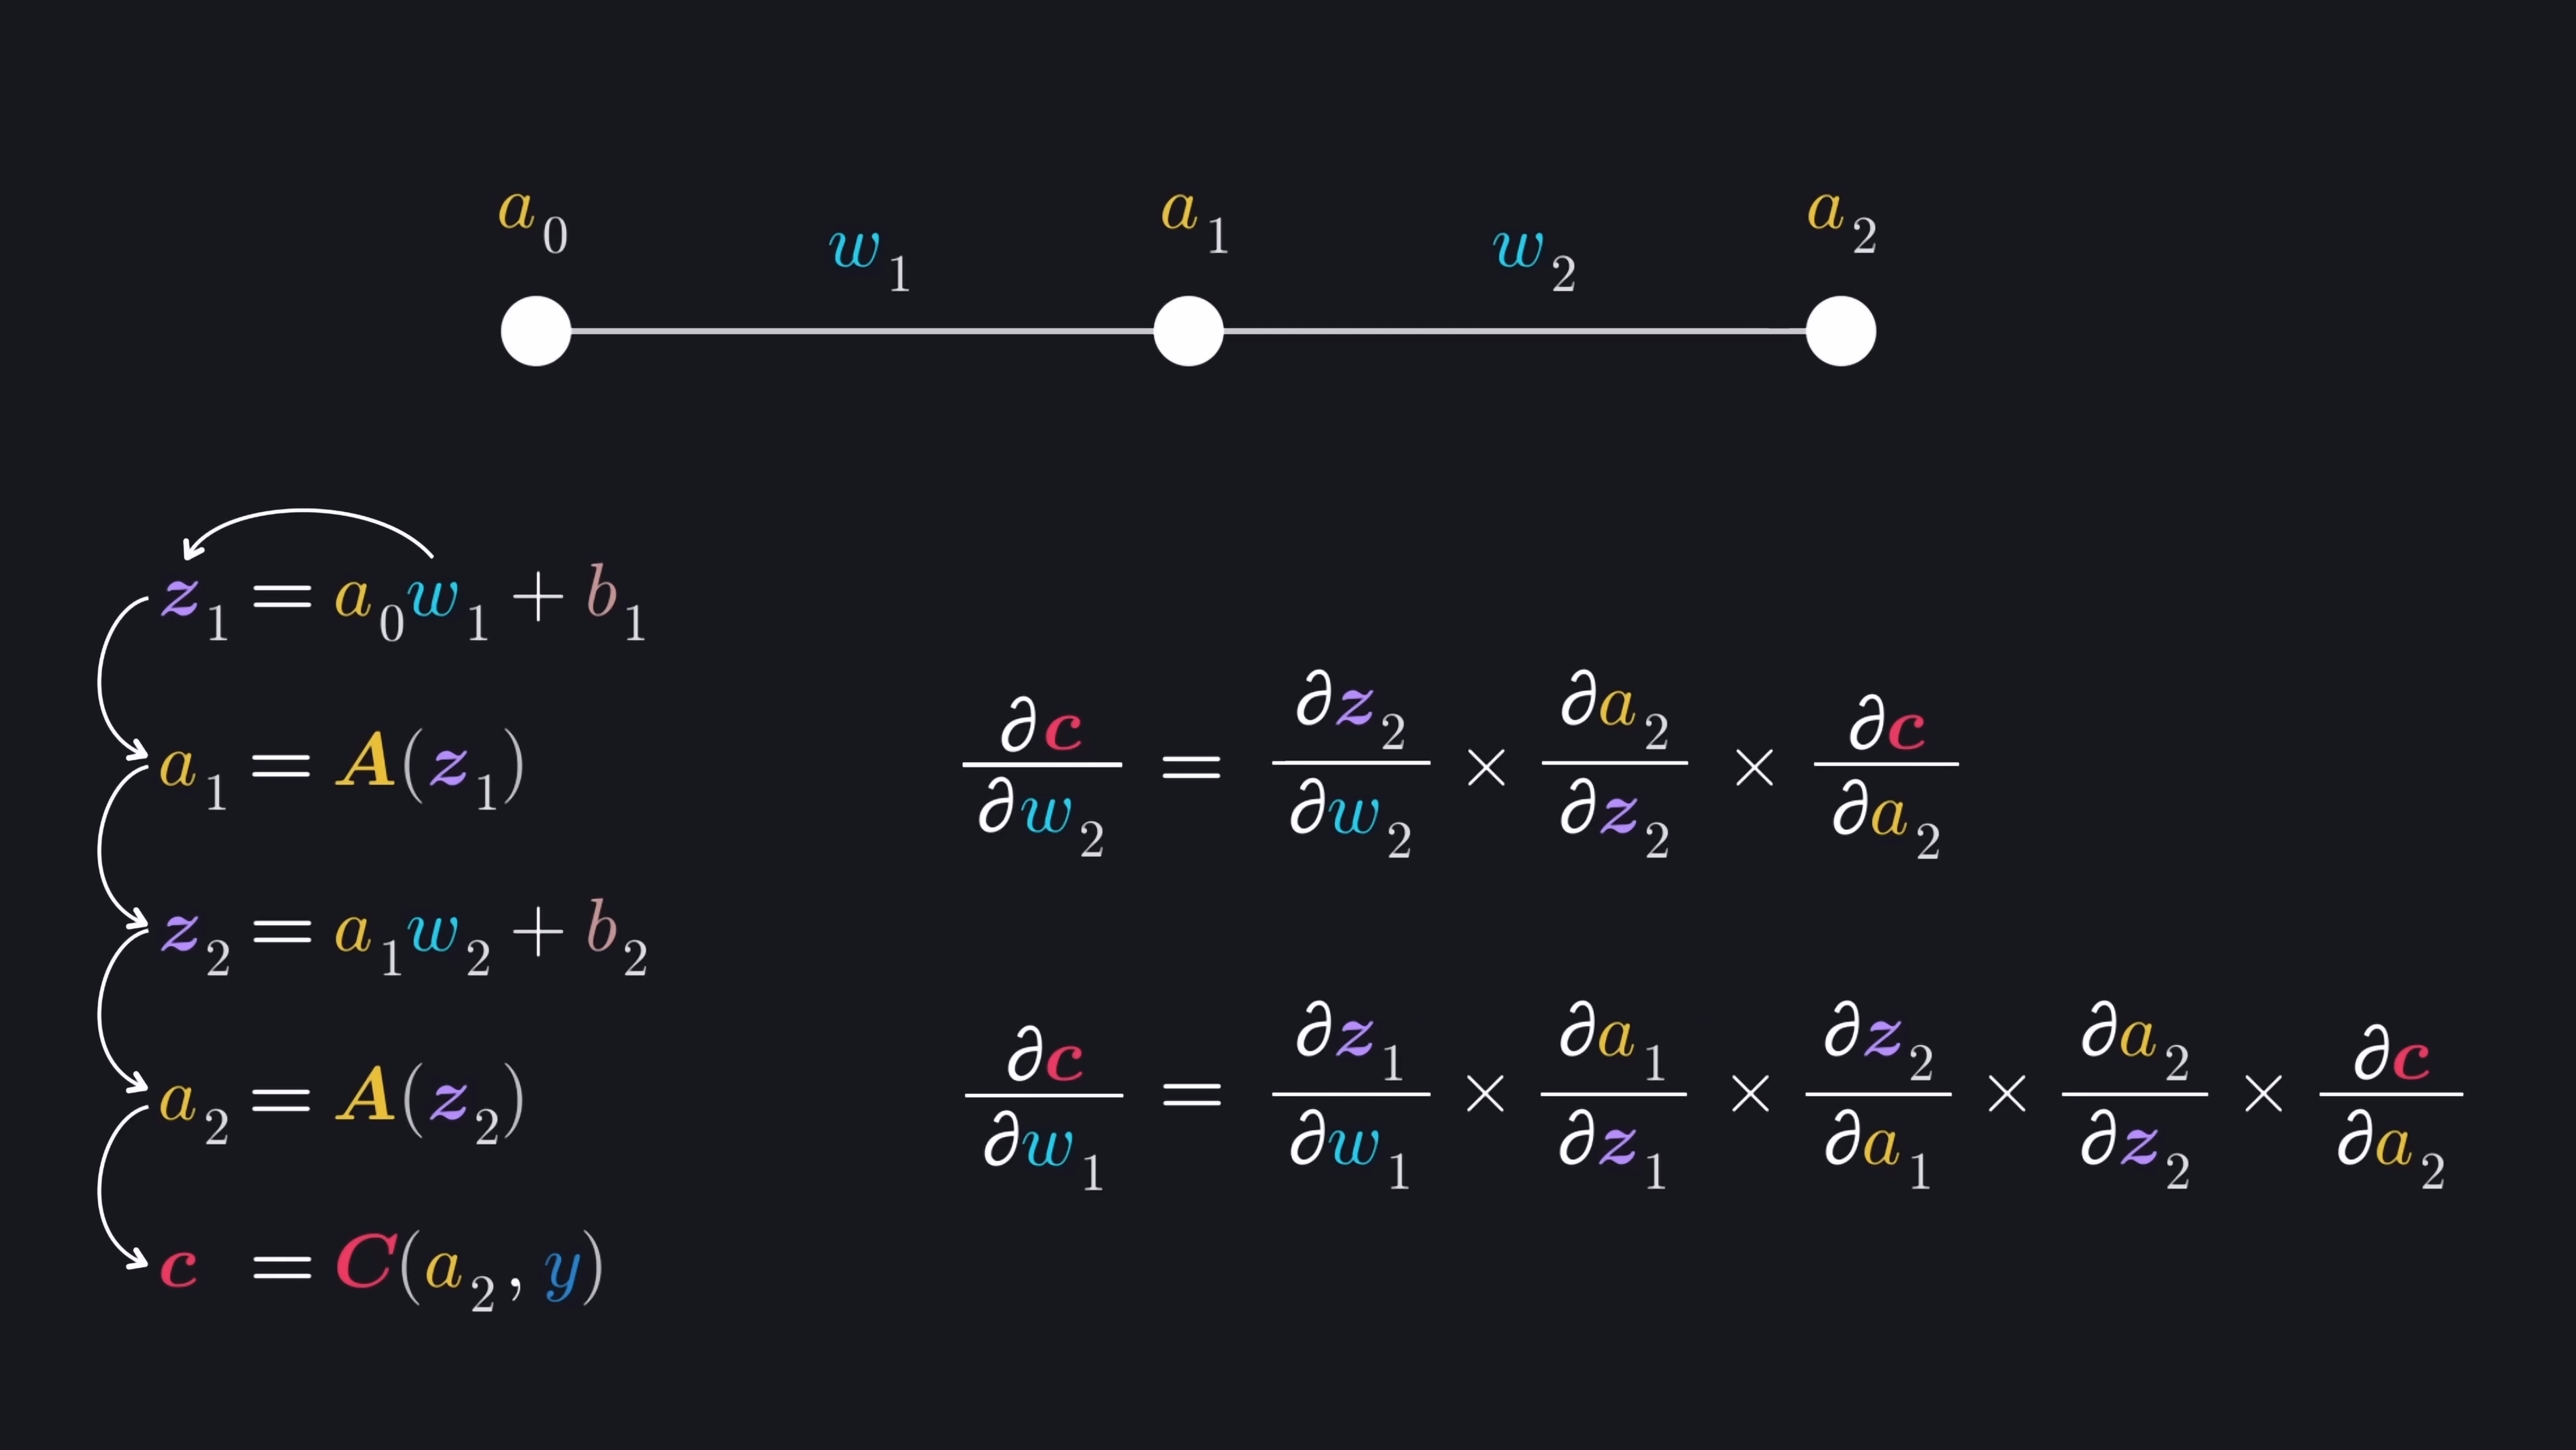 a₀ w₁ a₁ w₂ a₂
z₁ = a₀w₁ + b₁
a₁ = A(z₁)
z₂ = a₁w₂ + b₂
a₂ = A(z₂)
c = C(a₂, y)
∂c/∂w₂ = ∂z₂/∂w₂ × ∂a₂/∂z₂ × ∂c/∂a₂
∂c/∂w₁ = ∂z₁/∂w₁ × ∂a₁/∂z₁ × ∂z₂/∂a₁ × ∂a₂/∂z₂ × ∂c/∂a₂